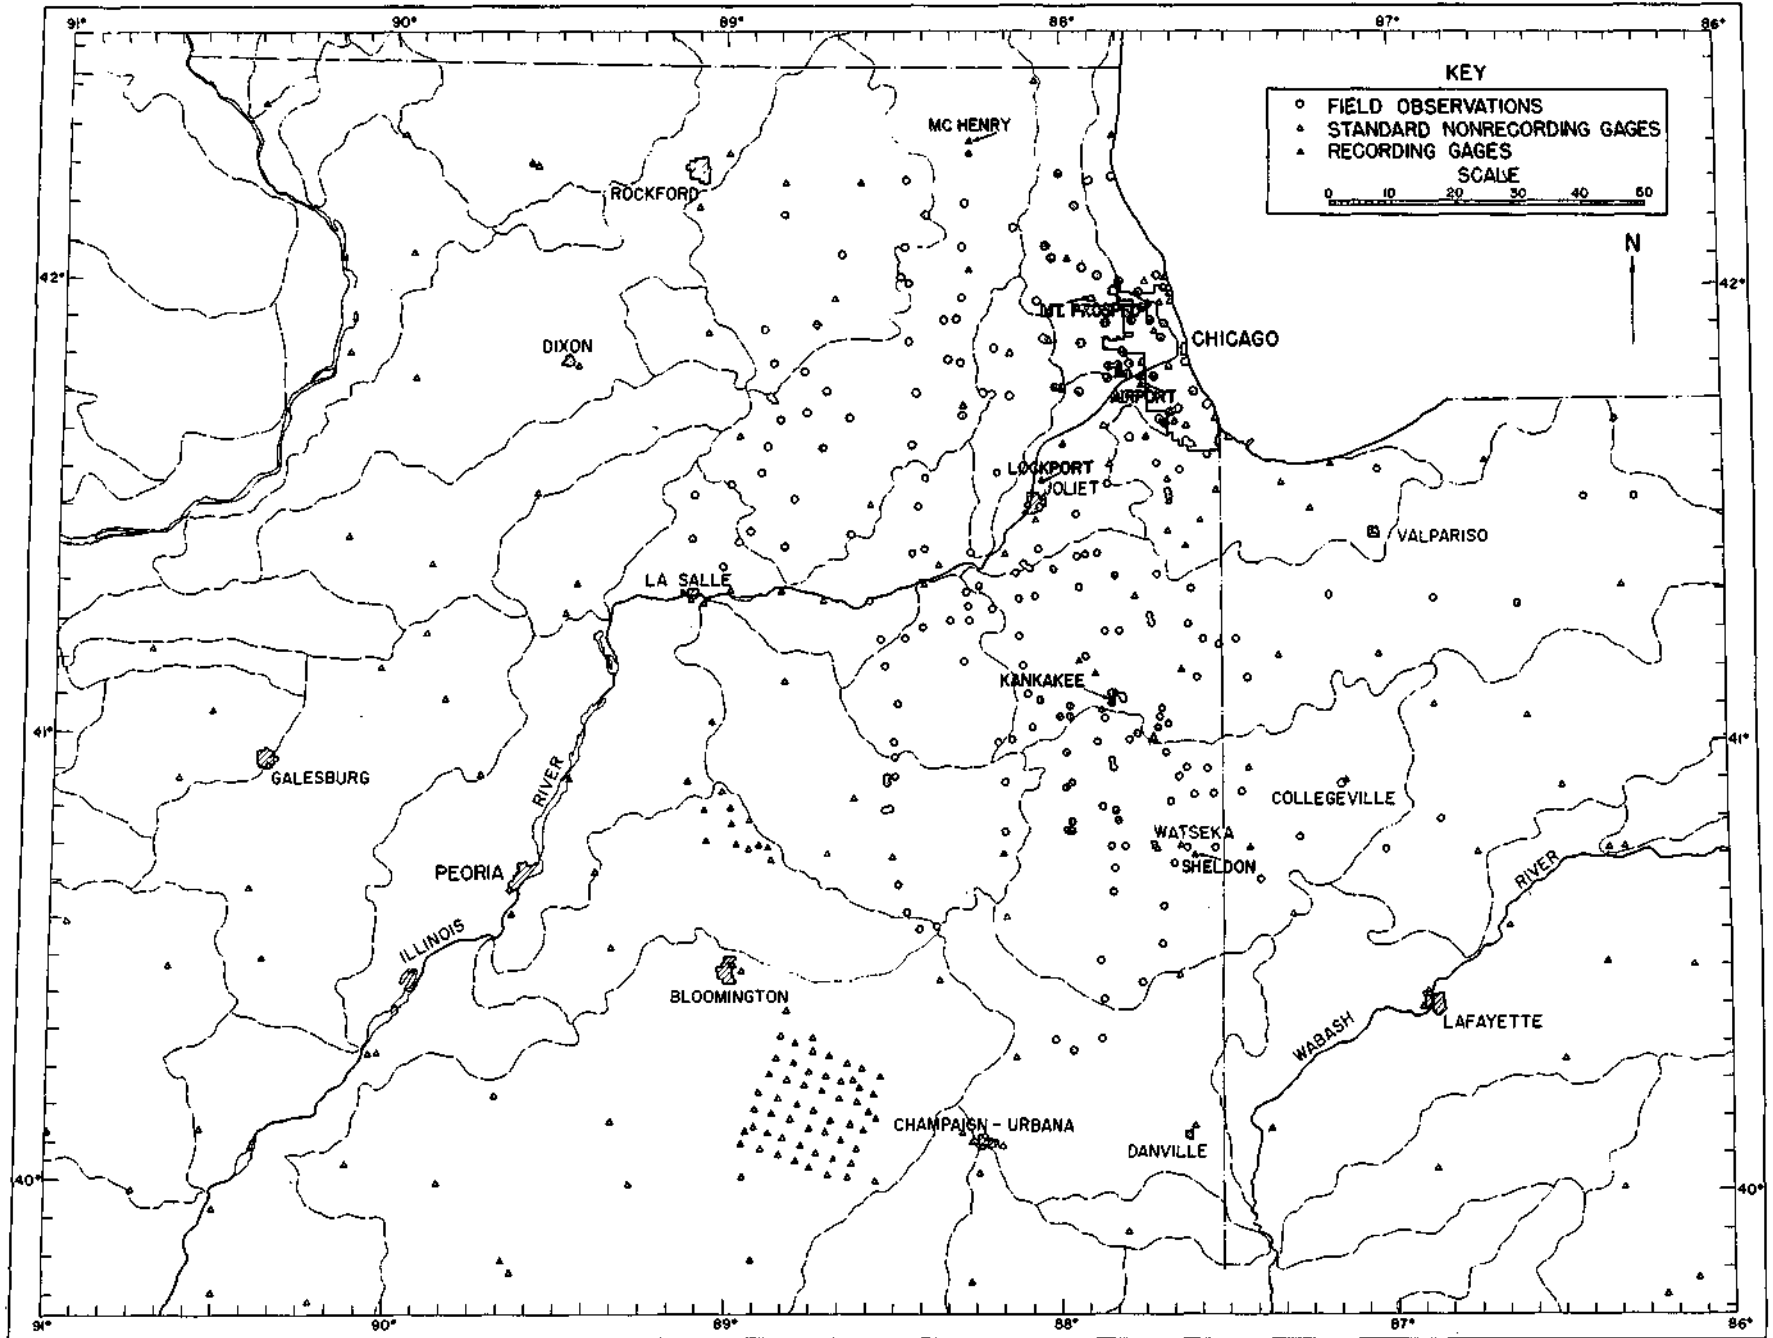 91° 90° 89° 88° 87° 86°
KEY
FIELD OBSERVATIONS
STANDARD NONRECORDING GAGES
RECORDING GAGES
SCALE
0 10 20 30 40 50
MC HENRY
ROCKFORD
N
42° 42°
MT. PROSPECT
DIXON
CHICAGO
AIRPORT
LOCKPORT
JOLIET
VALPARISO
LA SALLE
KANKAKEE
41° 41°
GALESBURG
RIVER
COLLEGEVILLE
WATSEKA
SHELDON
PEORIA
RIVER
ILLINOIS
BLOOMINGTON
LAFAYETTE
WABASH
CHAMPAIGN - URBANA
DANVILLE
40° 40°
91° 90° 89° 88° 87° 86°